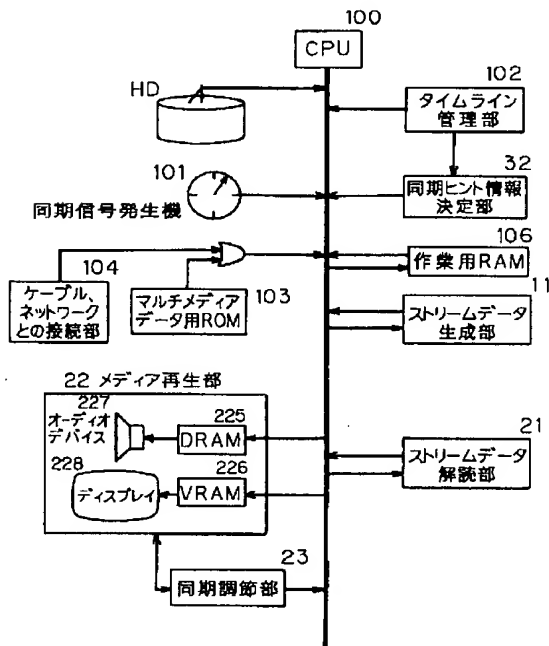 100
CPU
HD
102
タイムライン
管理部
101
同期信号発生機
32
同期ヒント情報
決定部
106
作業用RAM
104
ケーブル、
ネットワーク
との接続部
マルチメディア
データ用ROM
103
11
ストリームデータ
生成部
22 メディア再生部
227
オーディオ
デバイス
225
DRAM
228
ディスプレイ
226
VRAM
21
ストリームデータ
解読部
23
同期調節部